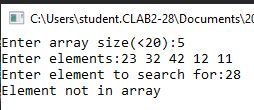 C:\Users\student.CLAB2-28\Documents\20
Enter array size(<20):5
Enter elements:23 32 42 12 11
Enter element to search for:28
Element not in array